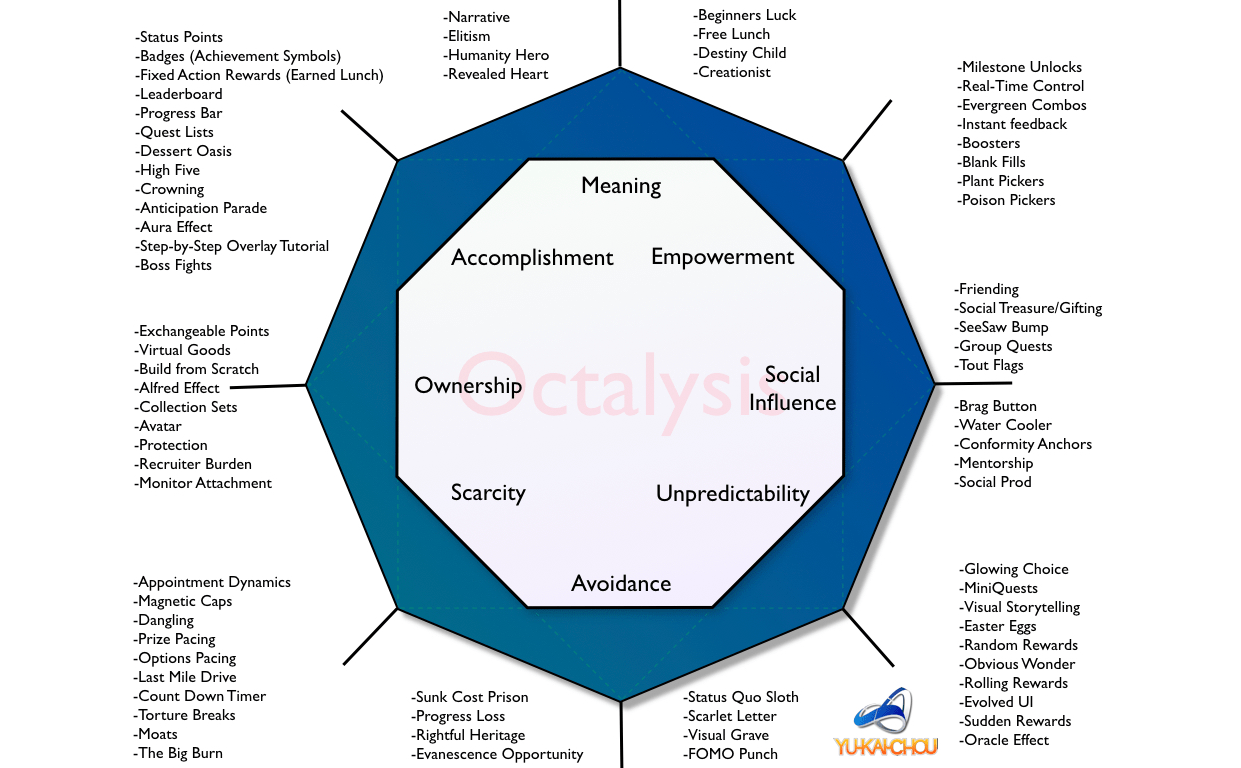 -Narrative
-Elitism
-Humanity Hero
-Revealed Heart
-Beginners Luck
-Free Lunch
-Destiny Child
-Creationist
-Status Points
-Badges (Achievement Symbols)
-Fixed Action Rewards (Earned Lunch)
-Leaderboard
-Progress Bar
-Quest Lists
-Dessert Oasis
-High Five
-Crowning
-Anticipation Parade
-Aura Effect
-Step-by-Step Overlay Tutorial
-Boss Fights
-Milestone Unlocks
-Real-Time Control
-Evergreen Combos
-Instant feedback
-Boosters
-Blank Fills
-Plant Pickers
-Poison Pickers
Meaning
Accomplishment
Empowerment
Ownership
Octalysis
Social
Influence
Scarcity
Unpredictability
Avoidance
-Exchangeable Points
-Virtual Goods
-Build from Scratch
-Alfred Effect
-Collection Sets
-Avatar
-Protection
-Recruiter Burden
-Monitor Attachment
-Friending
-Social Treasure/Gifting
-SeeSaw Bump
-Group Quests
-Tout Flags
-Brag Button
-Water Cooler
-Conformity Anchors
-Mentorship
-Social Prod
-Appointment Dynamics
-Magnetic Caps
-Dangling
-Prize Pacing
-Options Pacing
-Last Mile Drive
-Count Down Timer
-Torture Breaks
-Moats
-The Big Burn
-Sunk Cost Prison
-Progress Loss
-Rightful Heritage
-Evanescence Opportunity
-Status Quo Sloth
-Scarlet Letter
-Visual Grave
-FOMO Punch
YU-KAI-CHOU
-Glowing Choice
-MiniQuests
-Visual Storytelling
-Easter Eggs
-Random Rewards
-Obvious Wonder
-Rolling Rewards
-Evolved UI
-Sudden Rewards
-Oracle Effect